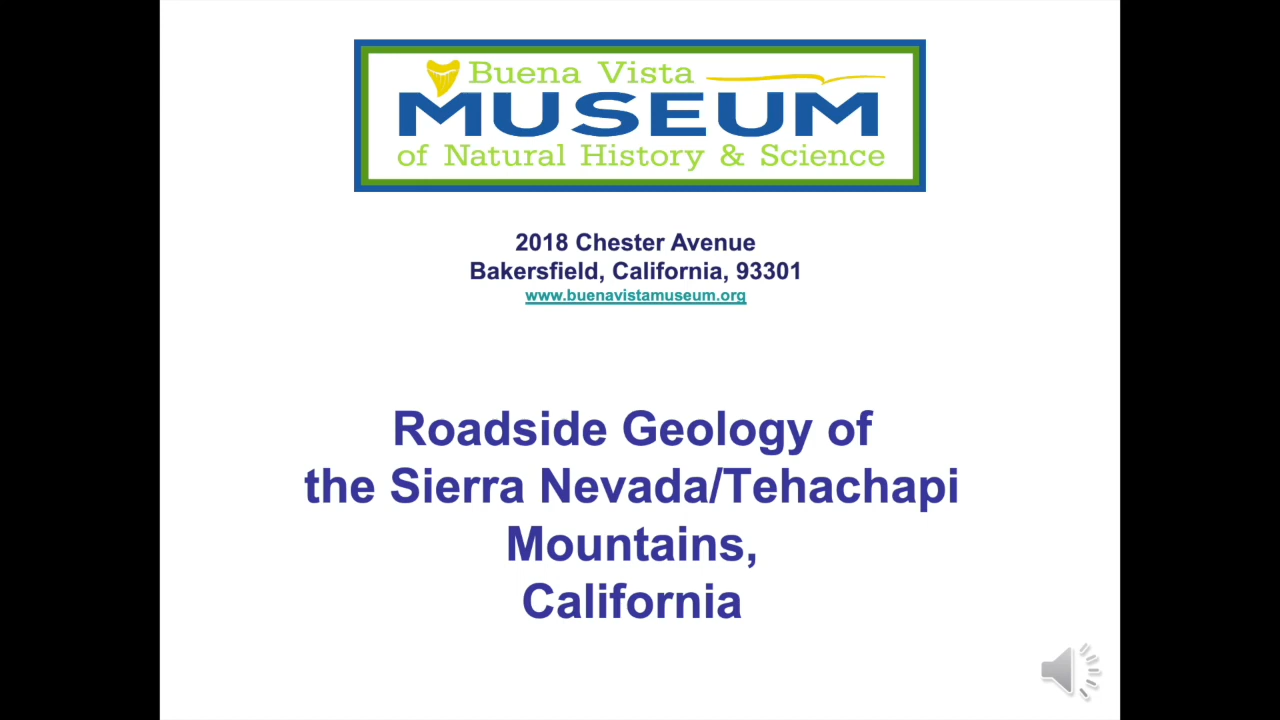 Buena Vista
MUSEUM
of Natural History & Science
2018 Chester Avenue
Bakersfield, California, 93301
www.buenavistamuseum.org
Roadside Geology of
the Sierra Nevada/Tehachapi
Mountains,
California